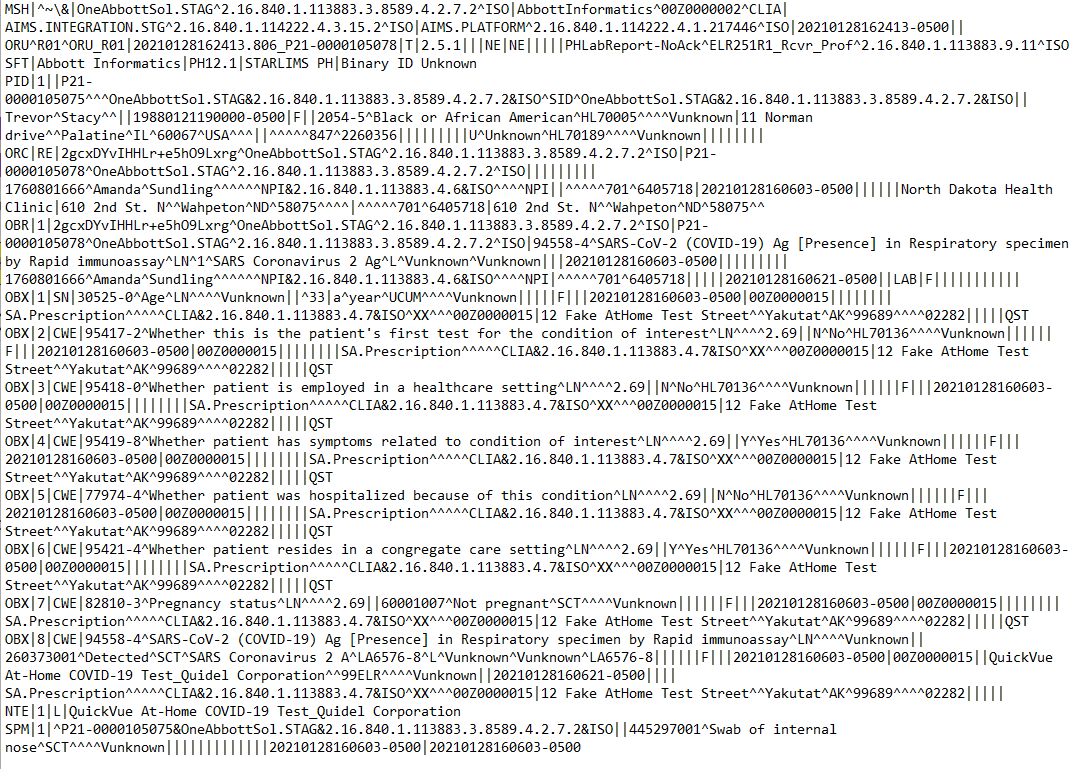 MSH|^~\&|OneAbbottSol.STAG^2.16.840.1.113883.3.8589.4.2.7.2^ISO|AbbottInformatics^00Z0000002^CLIA|
AIMS.INTEGRATION.STG^2.16.840.1.114222.4.3.15.2^ISO|AIMS.PLATFORM^2.16.840.1.114222.4.1.217446^ISO|20210128162413-0500||
ORU^R01^ORU_R01|20210128162413.806_P21-0000105078|T|2.5.1|||NE|NE|||||PHLabReport-NoAck^ELR251R1_Rcvr_Prof^2.16.840.1.113883.9.11^ISO
SFT|Abbott Informatics|PH12.1|STARLIMS PH|Binary ID Unknown
PID|1||P21-
0000105075^^^OneAbbottSol.STAG&2.16.840.1.113883.3.8589.4.2.7.2&ISO^SID^OneAbbottSol.STAG&2.16.840.1.113883.3.8589.4.2.7.2&ISO||
Trevor^Stacy^^||19880121190000-0500|F||2054-5^Black or African American^HL70005^^^^Vunknown|11 Norman
drive^^Palatine^IL^60067^USA^^^||^^^^^847^2260356|||||||||U^Unknown^HL70189^^^^Vunknown||||||||
ORC|RE|2gcxDYvIHHLr+e5hO9Lxrg^OneAbbottSol.STAG^2.16.840.1.113883.3.8589.4.2.7.2^ISO|P21-
0000105078^OneAbbottSol.STAG^2.16.840.1.113883.3.8589.4.2.7.2^ISO|||||||||
1760801666^Amanda^Sundling^^^^^^NPI&2.16.840.1.113883.4.6&ISO^^^^NPI||^^^^^701^6405718|20210128160603-0500||||||North Dakota Health
Clinic|610 2nd St. N^^Wahpeton^ND^58075^^^^|^^^^^701^6405718|610 2nd St. N^^Wahpeton^ND^58075^^
OBR|1|2gcxDYvIHHLr+e5hO9Lxrg^OneAbbottSol.STAG^2.16.840.1.113883.3.8589.4.2.7.2^ISO|P21-
0000105078^OneAbbottSol.STAG^2.16.840.1.113883.3.8589.4.2.7.2^ISO|94558-4^SARS-CoV-2 (COVID-19) Ag [Presence] in Respiratory specimen
by Rapid immunoassay^LN^1^SARS Coronavirus 2 Ag^L^Vunknown^Vunknown|||20210128160603-0500|||||||||
1760801666^Amanda^Sundling^^^^^^NPI&2.16.840.1.113883.4.6&ISO^^^^NPI|^^^^^701^6405718|||||20210128160621-0500||LAB|F|||||||||||
OBX|1|SN|30525-0^Age^LN^^^^Vunknown||^33|a^year^UCUM^^^^Vunknown|||||F|||20210128160603-0500|00Z0000015||||||||
SA.Prescription^^^^^CLIA&2.16.840.1.113883.4.7&ISO^XX^^^00Z0000015|12 Fake AtHome Test Street^^Yakutat^AK^99689^^^^02282|||||QST
OBX|2|CWE|95417-2^Whether this is the patient's first test for the condition of interest^LN^^^^2.69||N^No^HL70136^^^^Vunknown||||||
F|||20210128160603-0500|00Z0000015||||||||SA.Prescription^^^^^CLIA&2.16.840.1.113883.4.7&ISO^XX^^^00Z0000015|12 Fake AtHome Test
Street^^Yakutat^AK^99689^^^^02282|||||QST
OBX|3|CWE|95418-0^Whether patient is employed in a healthcare setting^LN^^^^2.69||N^No^HL70136^^^^Vunknown||||||F|||20210128160603-
0500|00Z0000015||||||||SA.Prescription^^^^^CLIA&2.16.840.1.113883.4.7&ISO^XX^^^00Z0000015|12 Fake AtHome Test
Street^^Yakutat^AK^99689^^^^02282|||||QST
OBX|4|CWE|95419-8^Whether patient has symptoms related to condition of interest^LN^^^^2.69||Y^Yes^HL70136^^^^Vunknown||||||F|||
20210128160603-0500|00Z0000015||||||||SA.Prescription^^^^^CLIA&2.16.840.1.113883.4.7&ISO^XX^^^00Z0000015|12 Fake AtHome Test
Street^^Yakutat^AK^99689^^^^02282|||||QST
OBX|5|CWE|77974-4^Whether patient was hospitalized because of this condition^LN^^^^2.69||N^No^HL70136^^^^Vunknown||||||F|||
20210128160603-0500|00Z0000015||||||||SA.Prescription^^^^^CLIA&2.16.840.1.113883.4.7&ISO^XX^^^00Z0000015|12 Fake AtHome Test
Street^^Yakutat^AK^99689^^^^02282|||||QST
OBX|6|CWE|95421-4^Whether patient resides in a congregate care setting^LN^^^^2.69||Y^Yes^HL70136^^^^Vunknown||||||F|||20210128160603-
0500|00Z0000015||||||||SA.Prescription^^^^^CLIA&2.16.840.1.113883.4.7&ISO^XX^^^00Z0000015|12 Fake AtHome Test
Street^^Yakutat^AK^99689^^^^02282|||||QST
OBX|7|CWE|82810-3^Pregnancy status^LN^^^^2.69||60001007^Not pregnant^SCT^^^^Vunknown||||||F|||20210128160603-0500|00Z0000015||||||||
SA.Prescription^^^^^CLIA&2.16.840.1.113883.4.7&ISO^XX^^^00Z0000015|12 Fake AtHome Test Street^^Yakutat^AK^99689^^^^02282|||||QST
OBX|8|CWE|94558-4^SARS-CoV-2 (COVID-19) Ag [Presence] in Respiratory specimen by Rapid immunoassay^LN^^^^Vunknown||
260373001^Detected^SCT^SARS Coronavirus 2 A^LA6576-8^L^Vunknown^Vunknown^LA6576-8||||||F|||20210128160603-0500|00Z0000015||QuickVue
At-Home COVID-19 Test_Quidel Corporation^^99ELR^^^^Vunknown||20210128160621-0500||||
SA.Prescription^^^^^CLIA&2.16.840.1.113883.4.7&ISO^XX^^^00Z0000015|12 Fake AtHome Test Street^^Yakutat^AK^99689^^^^02282|||||
NTE|1|L|QuickVue At-Home COVID-19 Test_Quidel Corporation
SPM|1|^P21-0000105075&OneAbbottSol.STAG&2.16.840.1.113883.3.8589.4.2.7.2&ISO||445297001^Swab of internal
nose^SCT^^^^Vunknown|||||||||||||20210128160603-0500|20210128160603-0500